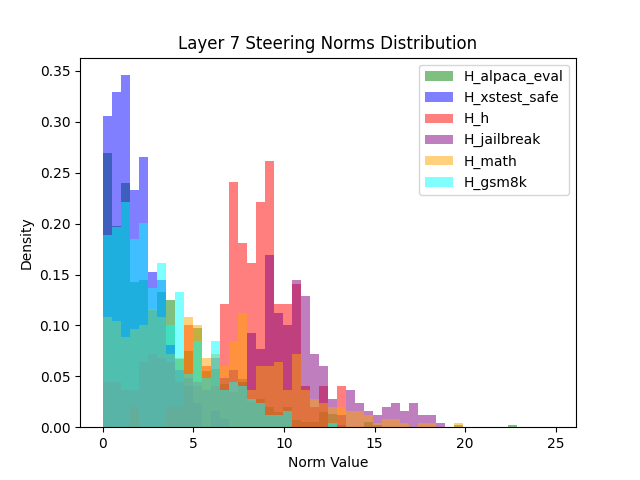 Layer 7 Steering Norms Distribution
0.35
0.30
0.25
0.20
0.15
0.10
0.05
0.00
Density
H_alpaca_eval
H_xstest_safe
H_h
H_jailbreak
H_math
H_gsm8k
0 5 10 15 20 25
Norm Value